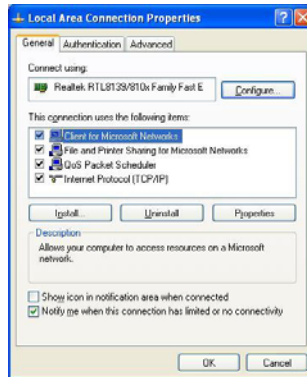 Local Area Connection Properties
General Authentication Advanced
Connect using:
Realtek RTL8139/810x Family Fast E Configure...
This connection uses the following items:
Client for Microsoft Networks
File and Printer Sharing for Microsoft Networks
QoS Packet Scheduler
Internet Protocol (TCP/IP)
Install... Uninstall Properties
Description
Allows your computer to access resources on a Microsoft
network.
Show icon in notification area when connected
Notify me when this connection has limited or no connectivity
OK Cancel